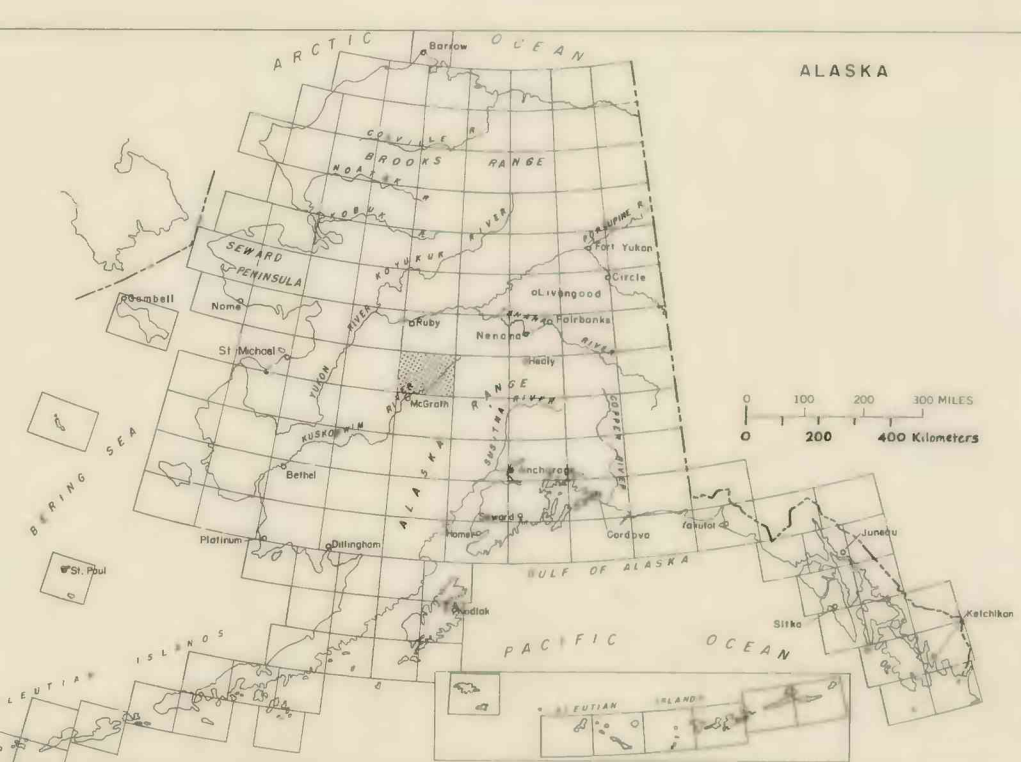 ARCTIC OCEAN
Barrow
ALASKA
COLVILLE R
BROOKS RANGE
NOATAK R
KOBUK R
KOYUKUK RIVER
PORCUPINE R
Fort Yukon
SEWARD
PENINSULA
Circle
Livengood
Gambell
Nome
YUKON RIVER
Ruby
Fairbanks
Nenana
RIVER
St Michael
Healy
RANGE
McGrath
RIVER
0 100 200 300 MILES
0 200 400 Kilometers
SUSITNA
COPPER RIVER
KUSKOKWIM RIVER
BERING SEA
Bethel
ALASKA
Seward
Homer
Cordova
Yakutat
Juneau
Platinum
Dillingham
GULF OF ALASKA
St. Paul
Kodiak
Ketchikan
Sitka
PACIFIC OCEAN
ISLANDS
ALEUTIAN ISLAND